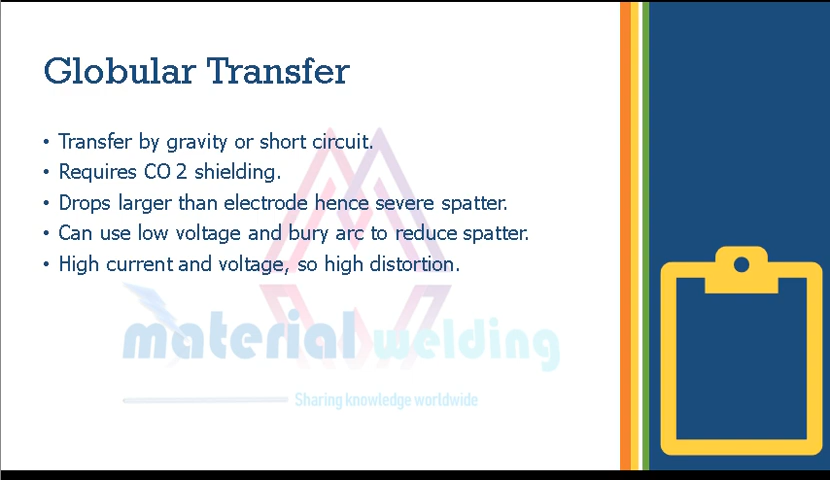 Globular Transfer
• Transfer by gravity or short circuit.
• Requires CO 2 shielding.
• Drops larger than electrode hence severe spatter.
• Can use low voltage and bury arc to reduce spatter.
• High current and voltage, so high distortion.
material welding
Sharing knowledge worldwide